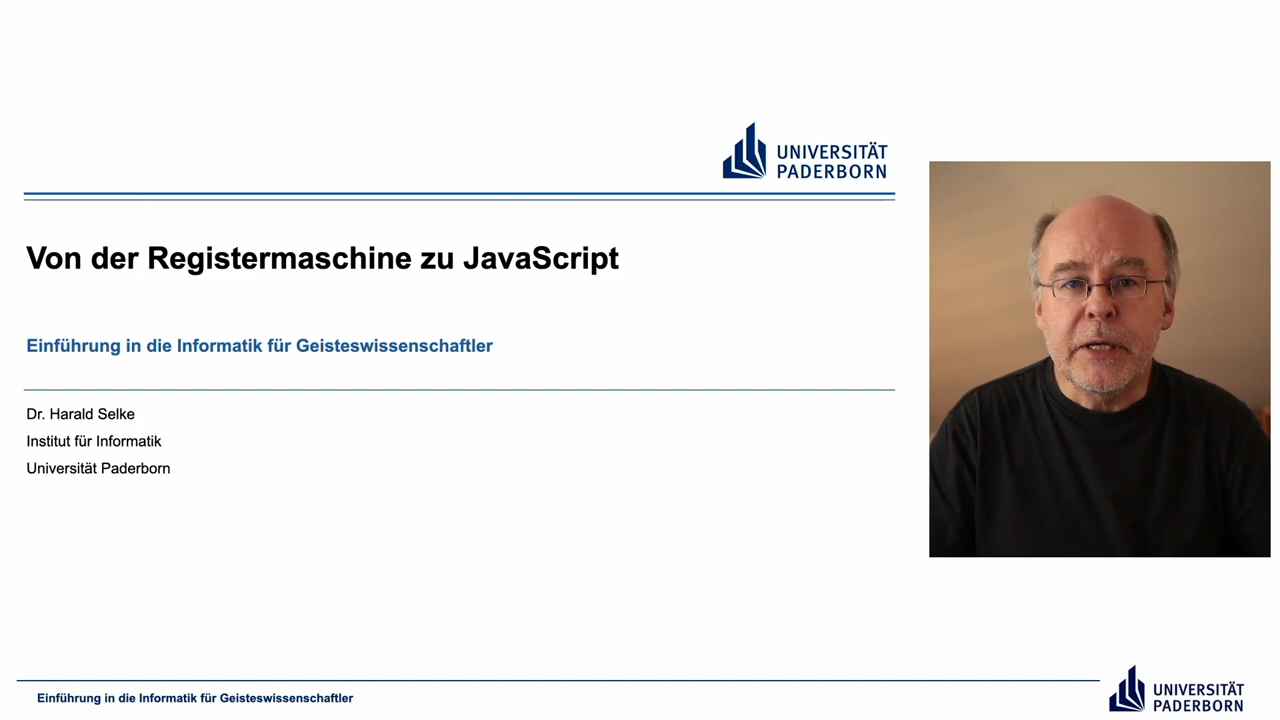 UNIVERSITÄT
PADERBORN
Von der Registermaschine zu JavaScript
Einführung in die Informatik für Geisteswissenschaftler
Dr. Harald Selke
Institut für Informatik
Universität Paderborn
Einführung in die Informatik für Geisteswissenschaftler
UNIVERSITÄT
PADERBORN